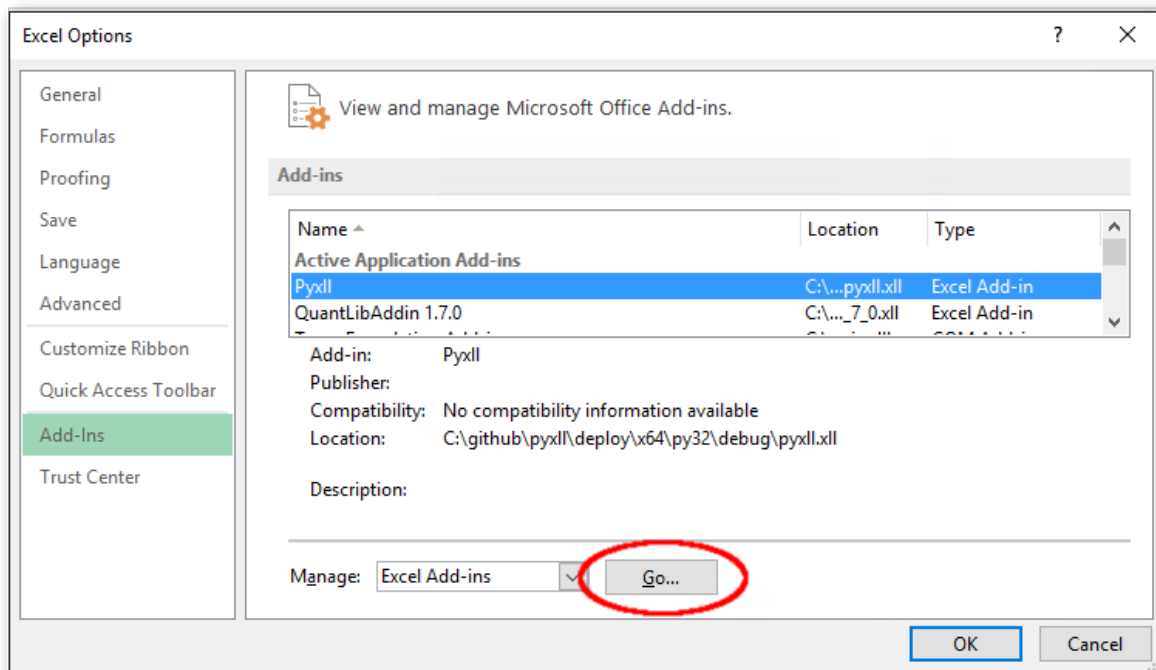 Excel Options
?
General
Formulas
Proofing
Save
Language
Advanced
Customize Ribbon
Quick Access Toolbar
Add-Ins
Trust Center
View and manage Microsoft Office Add-ins.
Add-ins
Name Location Type
Active Application Add-ins
Pyxll C:\...pyxll.xll Excel Add-in
QuantLibAddin 1.7.0 C:\..._7_0.xll Excel Add-in
Add-in: Pyxll
Publisher:
Compatibility: No compatibility information available
Location: C:\github\pyxll\deploy\x64\py32\debug\pyxll.xll
Description:
Manage: Excel Add-ins Go...
OK Cancel